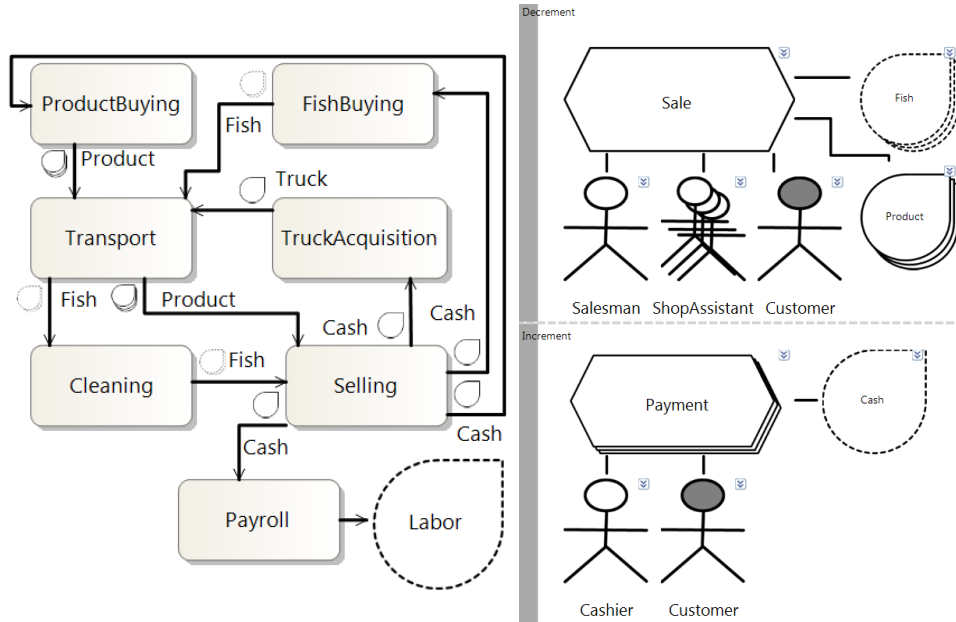 ProductBuying
FishBuying
Fish
Product
Truck
Transport
TruckAcquisition
Fish
Product
Cash
Cash
Cleaning
Fish
Selling
Cash
Cash
Payroll
Labor
Decrement
Sale
Fish
Product
Salesman
ShopAssistant
Customer
Increment
Payment
Cash
Cashier
Customer